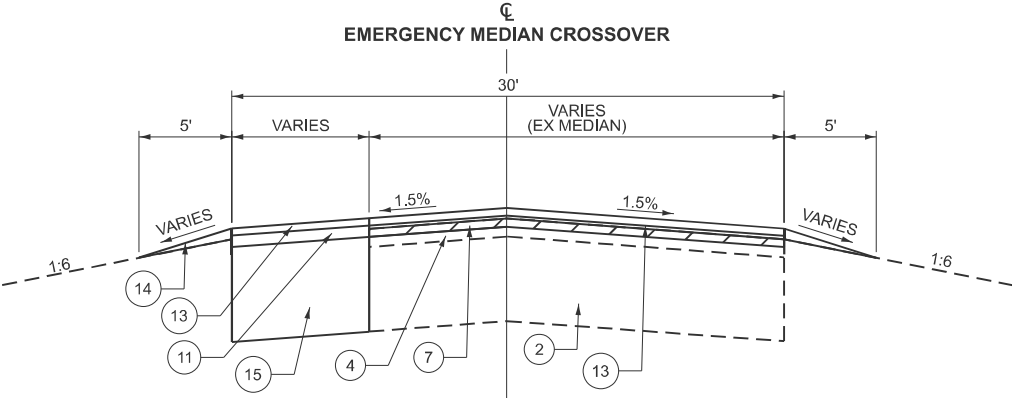 ℄
EMERGENCY MEDIAN CROSSOVER
30'
5'
VARIES
VARIES
(EX MEDIAN)
5'
VARIES
1.5%
1.5%
VARIES
1:6
1:6
14
13
11
15
4
7
2
13